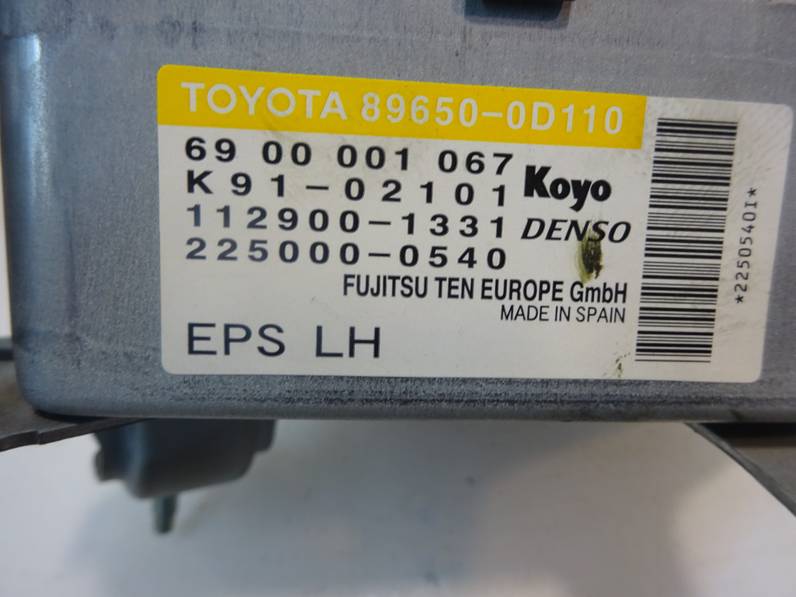 TOYOTA 89650-0D110
69 00 001 067
K91-02101 Koyo
112900-1331 DENSO
225000-0540
FUJITSU TEN EUROPE GmbH
MADE IN SPAIN
EPS LH
*2250540I*